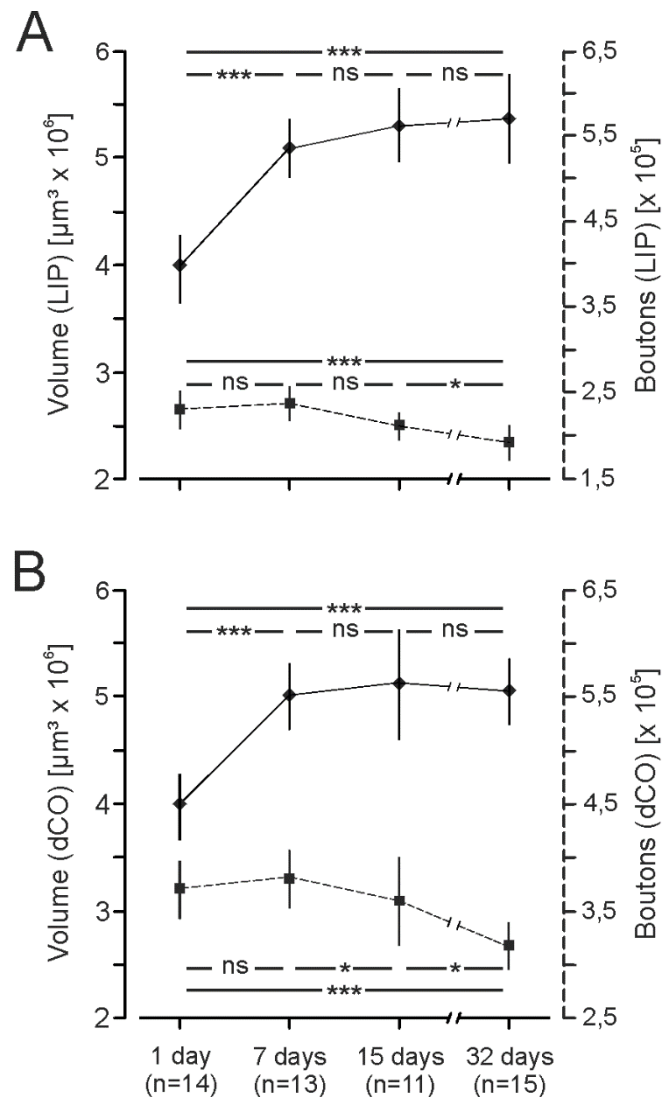 A
6
5
4
3
2
Volume (LIP) [µm³ x 10⁶]
***
*** ns ns
***
ns ns *
6,5
5,5
4,5
3,5
2,5
1,5
Boutons (LIP) [x 10⁵]
B
6
5
4
3
2
Volume (dCO) [µm³ x 10⁶]
***
*** ns ns
ns * *
***
6,5
5,5
4,5
3,5
2,5
Boutons (dCO) [x 10⁵]
1 day 7 days 15 days 32 days
(n=14) (n=13) (n=11) (n=15)